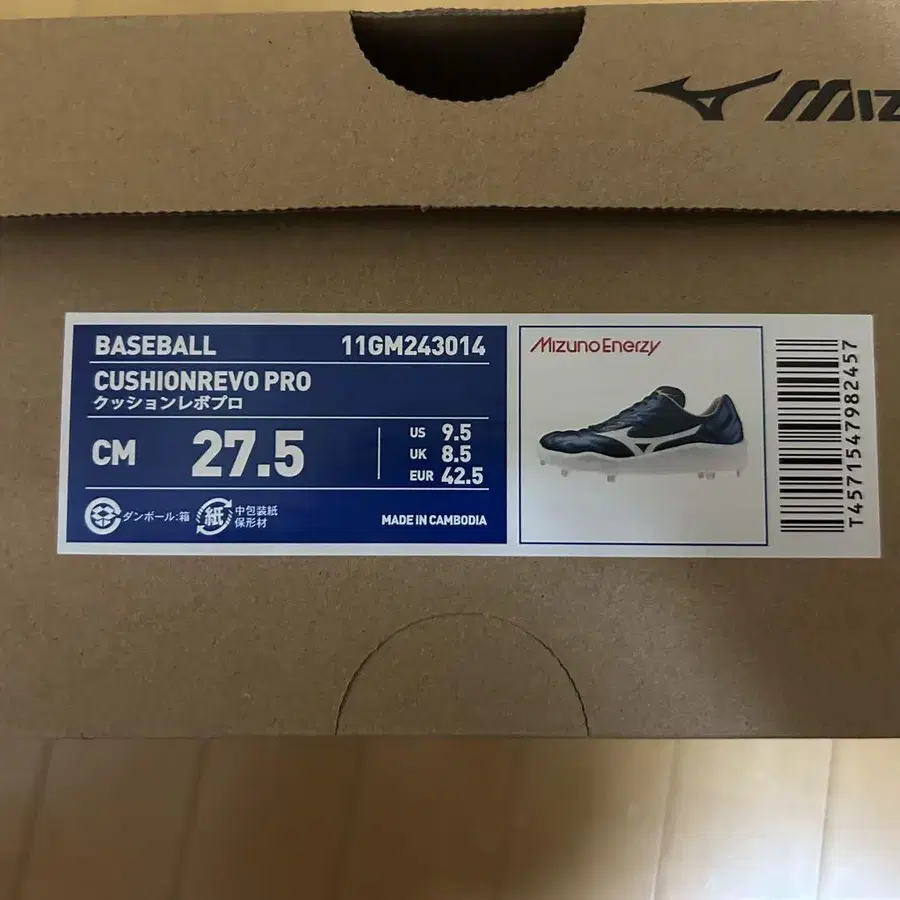 MIZ
BASEBALL 11GM243014
CUSHIONREVO PRO
クッションレボプロ
CM 27.5
US 9.5
UK 8.5
EUR 42.5
ダンボール:箱
紙 中包装紙
保形材
MADE IN CAMBODIA
MIZUNO ENERZY
T4571547982457